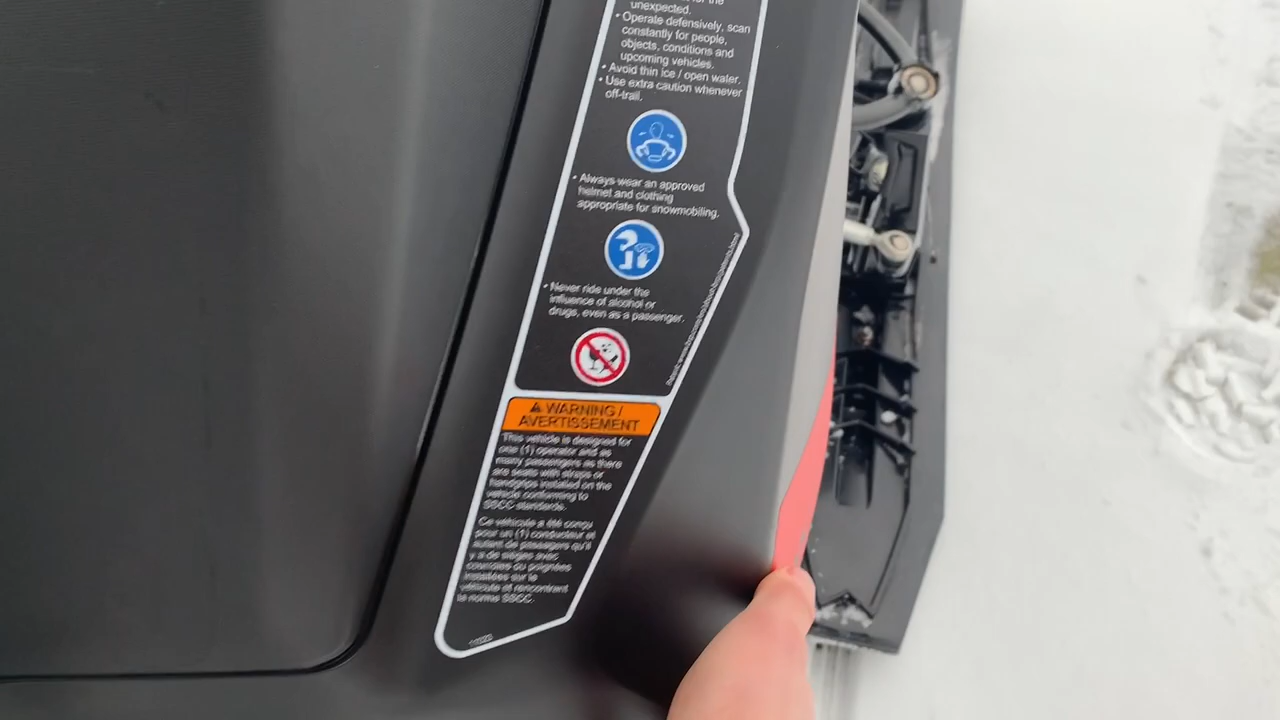 for the
unexpected.
• Operate defensively, scan
constantly for people,
objects, conditions and
upcoming vehicles.
• Avoid thin ice / open water.
• Use extra caution whenever
off-trail.
• Always wear an approved
helmet and clothing
appropriate for snowmobiling.
• Never ride under the
influence of alcohol or
drugs, even as a passenger.
WARNING /
AVERTISSEMENT
This vehicle is designed for
one (1) operator and as
many passengers as there
are seats with straps or
handgrips installed on the
vehicle conforming to
SSCC standards.
Ce véhicule a été conçu
pour un (1) conducteur et
autant de passagers qu'il
y a de sièges avec
courroies ou poignées
installées sur le
véhicule et rencontrent
la norme SSCC.